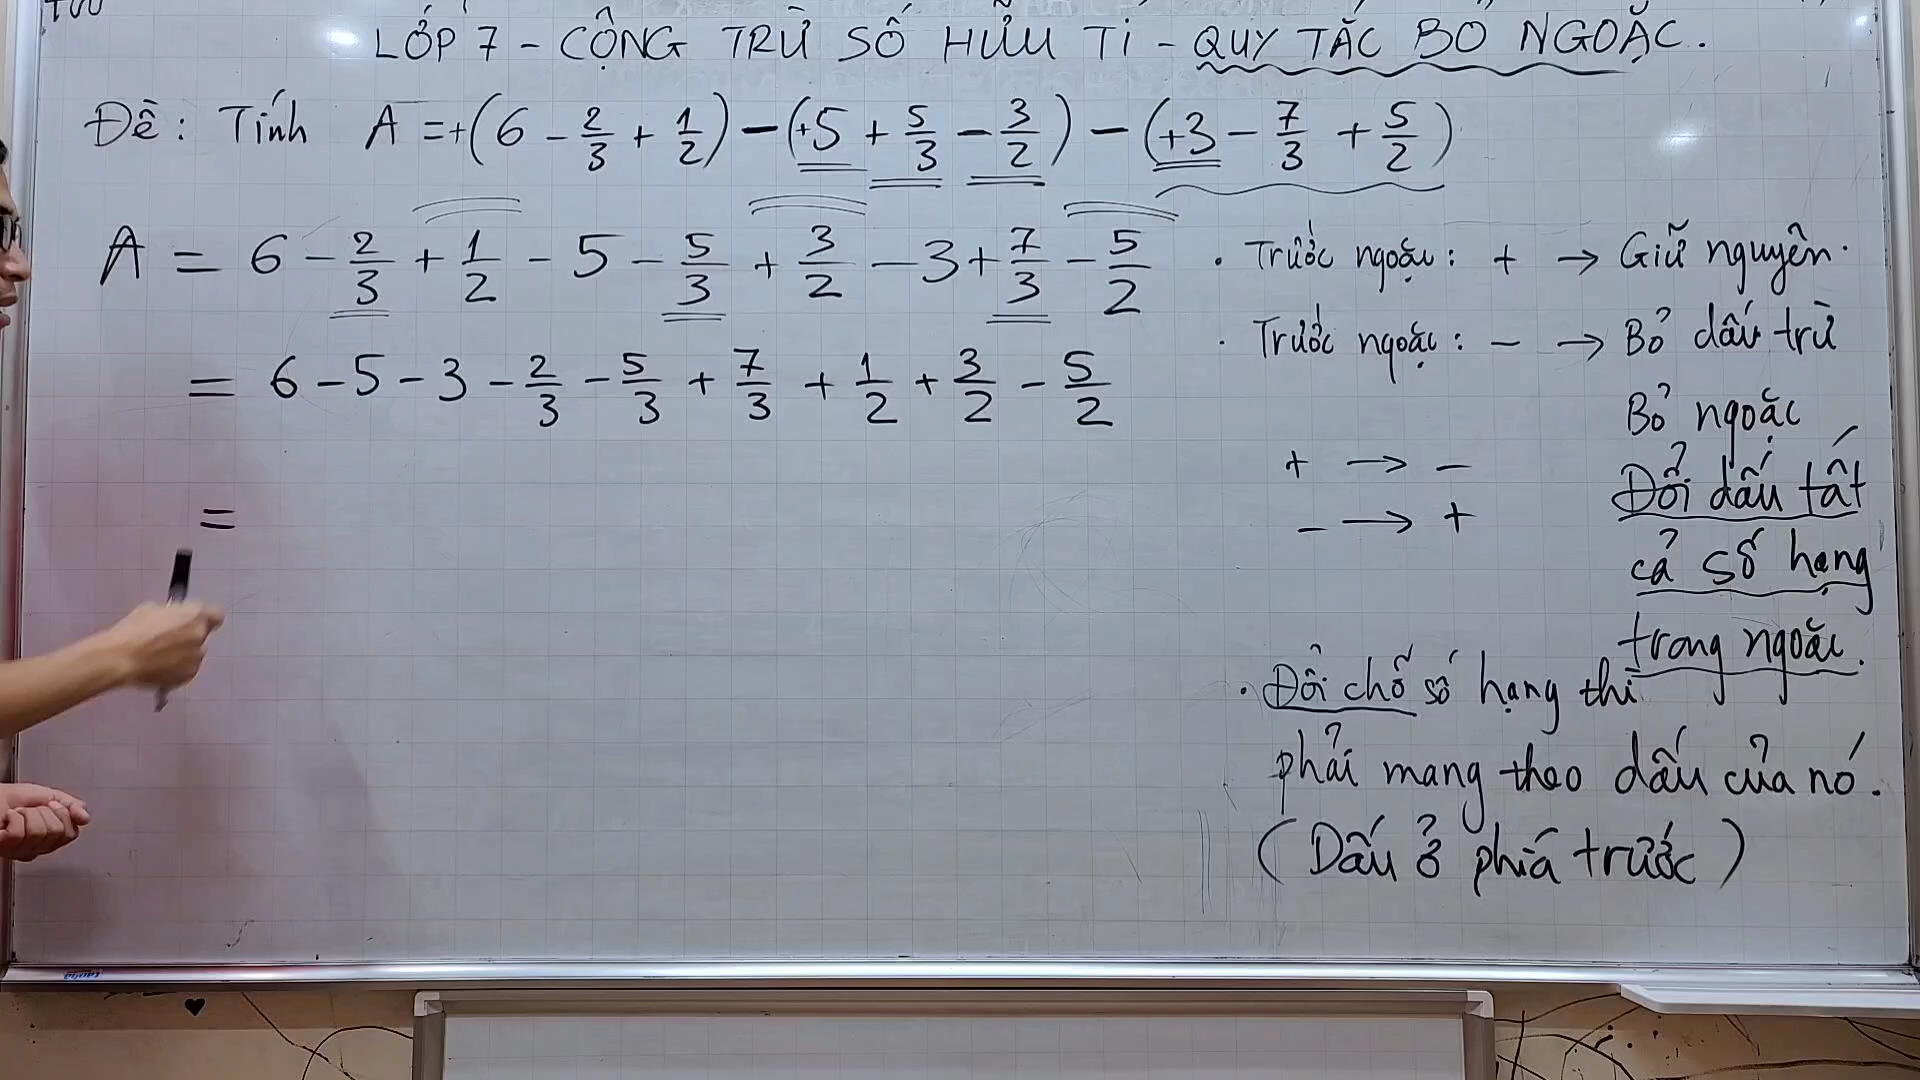 LỚP 7 - CỘNG TRỪ SỐ HỮU TỈ - QUY TẮC BỎ NGOẶC.
Đề : Tính A = +(6 - 2/3 + 1/2) - (+5 + 5/3 - 3/2) - (+3 - 7/3 + 5/2)
A = 6 - 2/3 + 1/2 - 5 - 5/3 + 3/2 - 3 + 7/3 - 5/2
= 6 - 5 - 3 - 2/3 - 5/3 + 7/3 + 1/2 + 3/2 - 5/2
=
• Trước ngoặc : + → Giữ nguyên.
• Trước ngoặc : - → Bỏ dấu trừ
Bỏ ngoặc
+ → - Đổi dấu tất
- → + cả số hạng
trong ngoặc.
• Đổi chỗ số hạng thì
phải mang theo dấu của nó.
(Dấu ở phía trước)